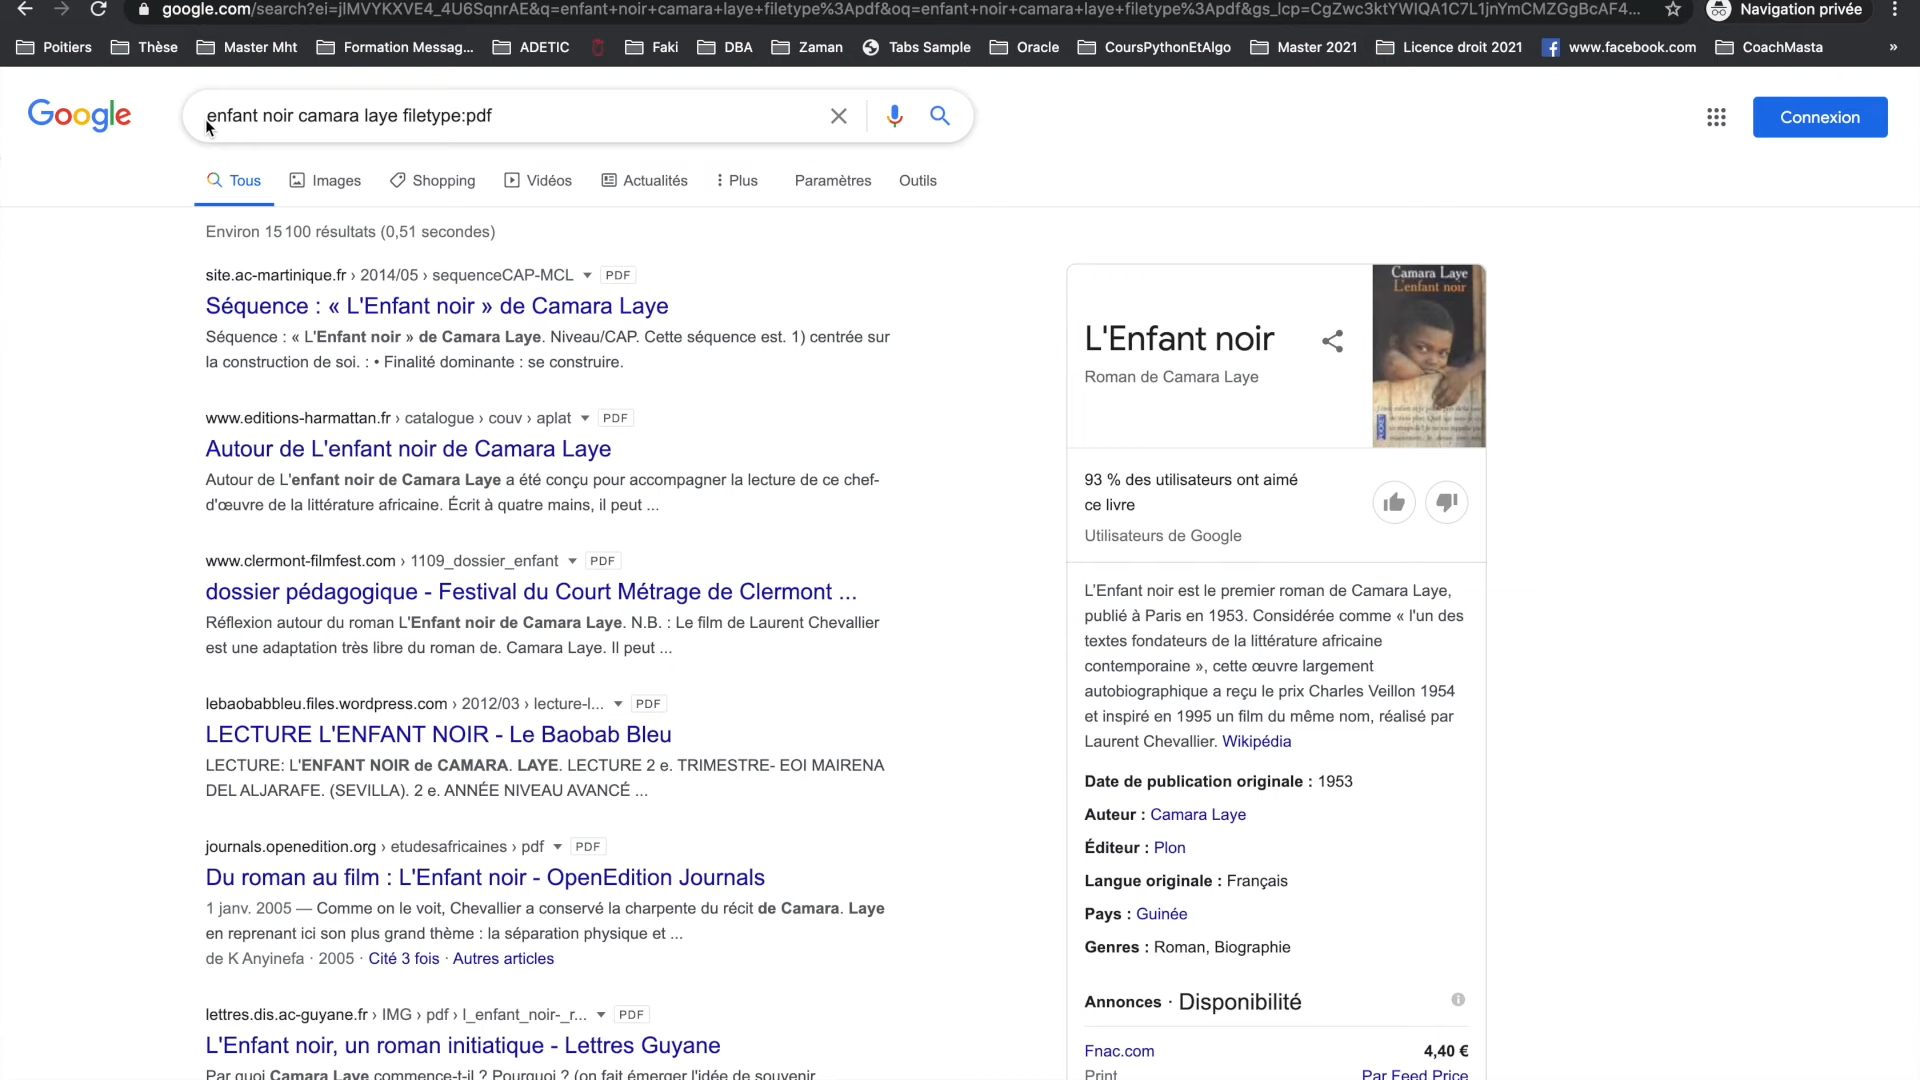 google.com/search?ei=jlMVYKXVE4_4U6SqnrAE&q=enfant+noir+camara+laye+filetype%3Apdf&oq=enfant+noir+camara+laye+filetype%3Apdf&gs_lcp=CgZwc3ktYWIQA1C7L1jnYmCMZGgBcAF4...
Navigation privée
Poitiers Thèse Master Mht Formation Messag... ADETIC Faki DBA Zaman Tabs Sample Oracle CoursPythonEtAlgo Master 2021 Licence droit 2021 www.facebook.com CoachMasta »
Google
enfant noir camara laye filetype:pdf
Connexion
Tous Images Shopping Vidéos Actualités Plus Paramètres Outils
Environ 15 100 résultats (0,51 secondes)
site.ac-martinique.fr › 2014/05 › sequenceCAP-MCL PDF
Séquence : « L'Enfant noir » de Camara Laye
Séquence : « L'Enfant noir » de Camara Laye. Niveau/CAP. Cette séquence est. 1) centrée sur
la construction de soi. : • Finalité dominante : se construire.
www.editions-harmattan.fr › catalogue › couv › aplat PDF
Autour de L'enfant noir de Camara Laye
Autour de L'enfant noir de Camara Laye a été conçu pour accompagner la lecture de ce chef-
d'œuvre de la littérature africaine. Écrit à quatre mains, il peut ...
www.clermont-filmfest.com › 1109_dossier_enfant PDF
dossier pédagogique - Festival du Court Métrage de Clermont ...
Réflexion autour du roman L'Enfant noir de Camara Laye. N.B. : Le film de Laurent Chevallier
est une adaptation très libre du roman de. Camara Laye. Il peut ...
lebaobabbleu.files.wordpress.com › 2012/03 › lecture-l... PDF
LECTURE L'ENFANT NOIR - Le Baobab Bleu
LECTURE: L'ENFANT NOIR de CAMARA. LAYE. LECTURE 2 e. TRIMESTRE- EOI MAIRENA
DEL ALJARAFE. (SEVILLA). 2 e. ANNÉE NIVEAU AVANCÉ ...
journals.openedition.org › etudesafricaines › pdf PDF
Du roman au film : L'Enfant noir - OpenEdition Journals
1 janv. 2005 — Comme on le voit, Chevallier a conservé la charpente du récit de Camara. Laye
en reprenant ici son plus grand thème : la séparation physique et ...
de K Anyinefa · 2005 · Cité 3 fois · Autres articles
lettres.dis.ac-guyane.fr › IMG › pdf › l_enfant_noir-_r... PDF
L'Enfant noir, un roman initiatique - Lettres Guyane
Par quoi Camara Laye commence-t-il ? Pourquoi ? (on fait émerger l'idée de souvenir
L'Enfant noir
Roman de Camara Laye
Camara Laye
L'enfant noir
POCKET
93 % des utilisateurs ont aimé
ce livre
Utilisateurs de Google
L'Enfant noir est le premier roman de Camara Laye,
publié à Paris en 1953. Considérée comme « l'un des
textes fondateurs de la littérature africaine
contemporaine », cette œuvre largement
autobiographique a reçu le prix Charles Veillon 1954
et inspiré en 1995 un film du même nom, réalisé par
Laurent Chevallier. Wikipédia
Date de publication originale : 1953
Auteur : Camara Laye
Éditeur : Plon
Langue originale : Français
Pays : Guinée
Genres : Roman, Biographie
Annonces · Disponibilité
Fnac.com 4,40 €
Print Par Feed Price